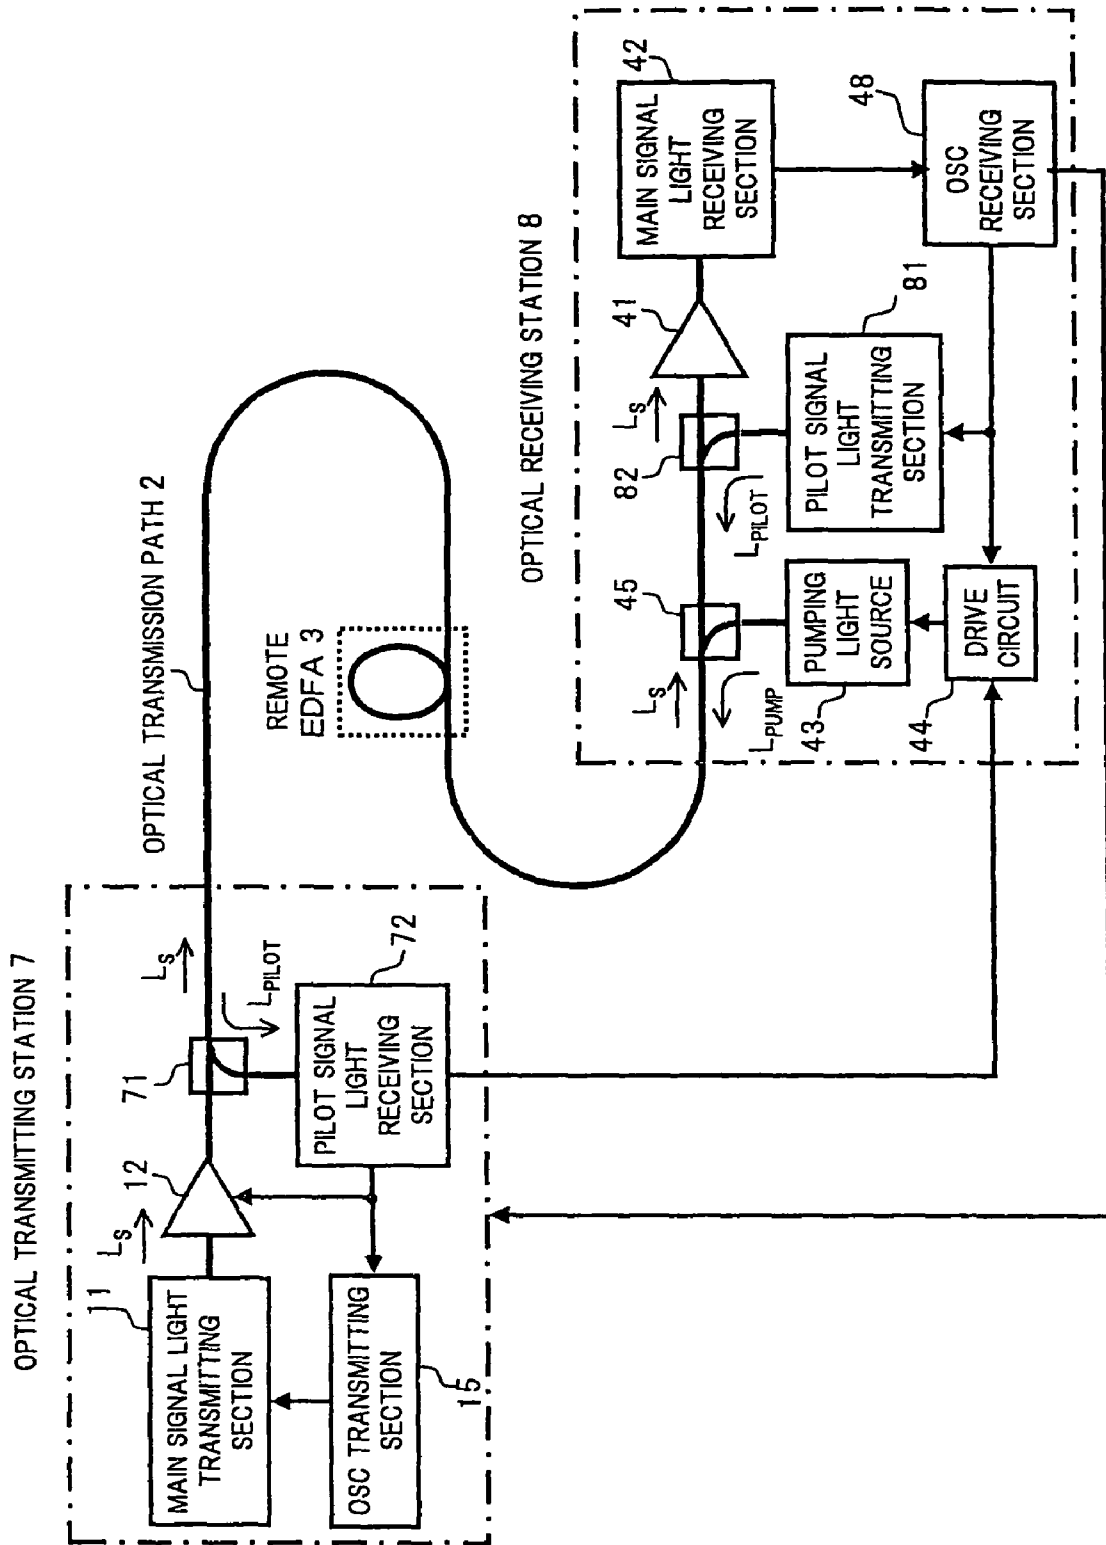 OPTICAL TRANSMITTING STATION 7
11
MAIN SIGNAL LIGHT
TRANSMITTING
SECTION
LS
12
71
LS
LPILOT
PILOT SIGNAL
LIGHT
RECEIVING
SECTION
72
OSC TRANSMITTING
SECTION
15
OPTICAL TRANSMISSION PATH 2
REMOTE
EDFA 3
OPTICAL RECEIVING STATION 8
LS
LPUMP
45
82
LPILOT
LS
41
42
MAIN SIGNAL
LIGHT
RECEIVING
SECTION
43
PUMPING
LIGHT
SOURCE
PILOT SIGNAL
LIGHT
TRANSMITTING
SECTION
81
44
DRIVE
CIRCUIT
48
OSC
RECEIVING
SECTION